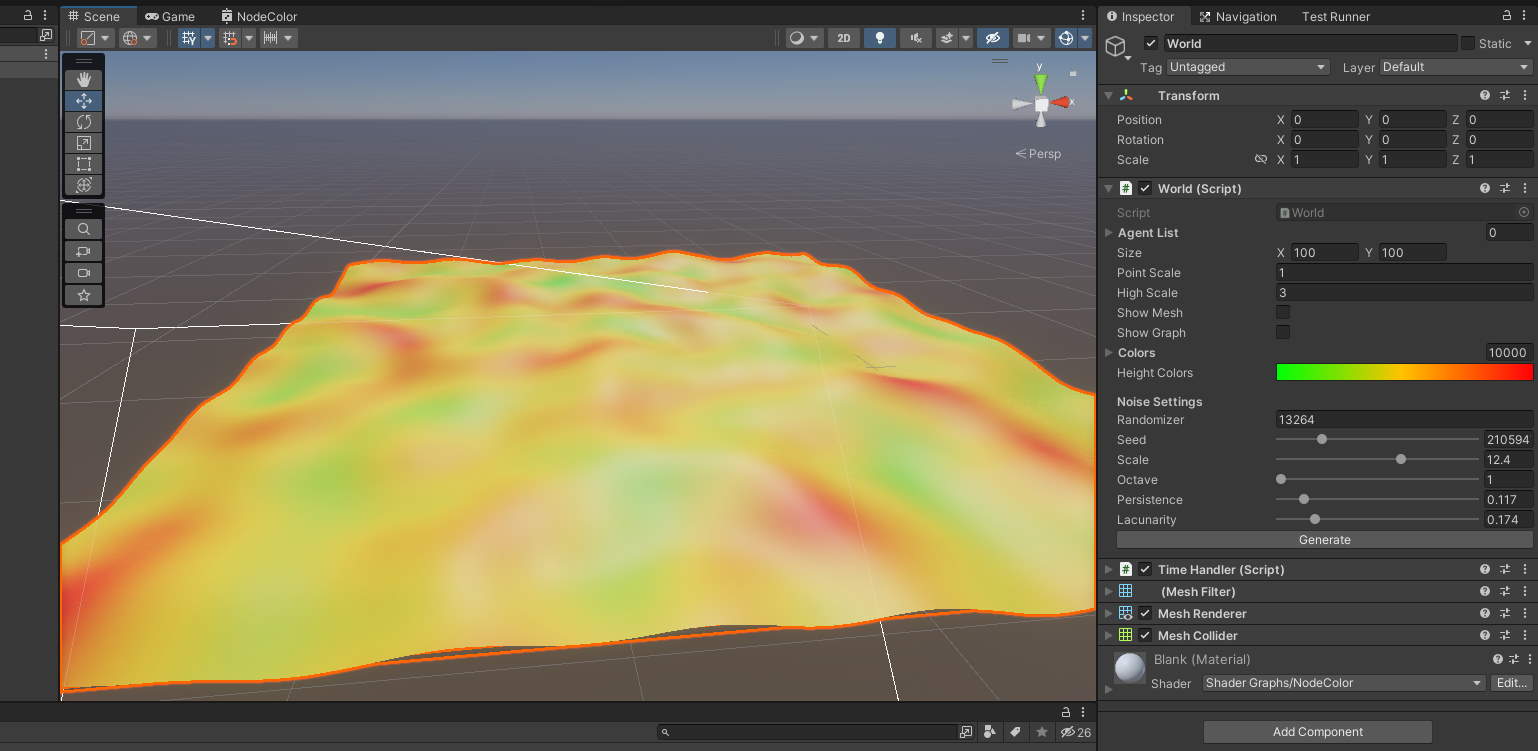 Scene Game NodeColor
2D
y
x
Persp
26
Inspector Navigation Test Runner
World Static
Tag Untagged Layer Default
Transform
Position X 0 Y 0 Z 0
Rotation X 0 Y 0 Z 0
Scale X 1 Y 1 Z 1
World (Script)
Script World
Agent List 0
Size X 100 Y 100
Point Scale 1
High Scale 3
Show Mesh
Show Graph
Colors 10000
Height Colors
Noise Settings
Randomizer 13264
Seed 210594
Scale 12.4
Octave 1
Persistence 0.117
Lacunarity 0.174
Generate
Time Handler (Script)
(Mesh Filter)
Mesh Renderer
Mesh Collider
Blank (Material)
Shader Shader Graphs/NodeColor Edit...
Add Component